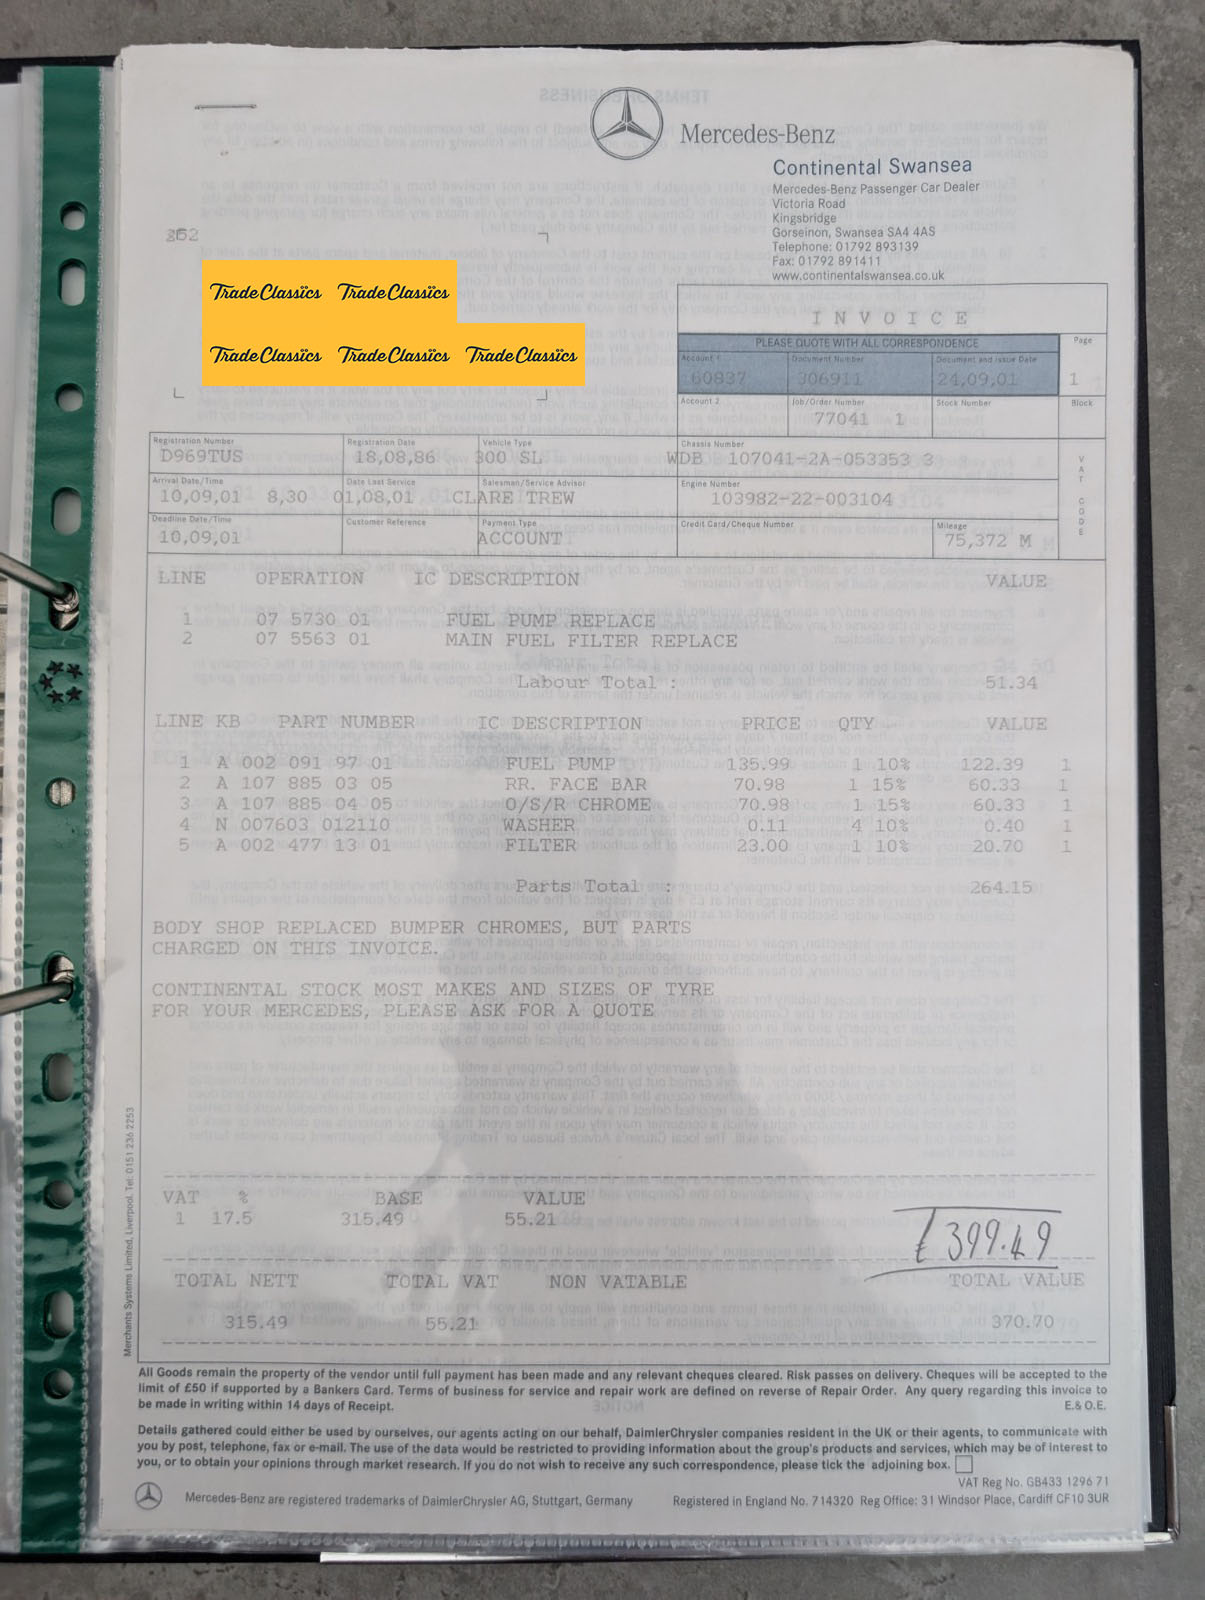 Mercedes-Benz
Continental Swansea
Mercedes-Benz Passenger Car Dealer
Victoria Road
Kingsbridge
Gorseinon, Swansea SA4 4AS
Telephone: 01792 893139
Fax: 01792 891411
www.continentalswansea.co.uk
TradeClassics TradeClassics
TradeClassics TradeClassics TradeClassics
INVOICE
PLEASE QUOTE WITH ALL CORRESPONDENCE Page
Account 1 Document Number Document and Issue Date
60837 306911 24,09,01 1
Account 2 Job/Order Number Stock Number Block
77041 1
Registration Number Registration Date Vehicle Type Chassis Number
D969TUS 18,08,86 300 SL WDB 107041-2A-053353 3
Arrival Date/Time Date Last Service Salesman/Service Advisor Engine Number
10,09,01 8,30 01,08,01 CLARE TREW 103982-22-003104
VAT CODE
Deadline Date/Time Customer Reference Payment Type Credit Card/Cheque Number Mileage
10,09,01 ACCOUNT 75,372 M
LINE OPERATION IC DESCRIPTION VALUE
1 07 5730 01 FUEL PUMP REPLACE
2 07 5563 01 MAIN FUEL FILTER REPLACE
Labour Total : 51.34
LINE KB PART NUMBER IC DESCRIPTION PRICE QTY VALUE
1 A 002 091 97 01 FUEL PUMP 135.99 1 10% 122.39 1
2 A 107 885 03 05 RR. FACE BAR 70.98 1 15% 60.33 1
3 A 107 885 04 05 O/S/R CHROME 70.98 1 15% 60.33 1
4 N 007603 012110 WASHER 0.11 4 10% 0.40 1
5 A 002 477 13 01 FILTER 23.00 1 10% 20.70 1
Parts Total : 264.15
BODY SHOP REPLACED BUMPER CHROMES, BUT PARTS
CHARGED ON THIS INVOICE.
CONTINENTAL STOCK MOST MAKES AND SIZES OF TYRE
FOR YOUR MERCEDES, PLEASE ASK FOR A QUOTE
VAT % BASE VALUE
1 17.5 315.49 55.21
£399.49
TOTAL NETT TOTAL VAT NON VATABLE TOTAL VALUE
315.49 55.21 370.70
Merchants Systems Limited, Liverpool. Tel: 0151 236 2253
All Goods remain the property of the vendor until full payment has been made and any relevant cheques cleared. Risk passes on delivery. Cheques will be accepted to the
limit of £50 if supported by a Bankers Card. Terms of business for service and repair work are defined on reverse of Repair Order. Any query regarding this invoice to
be made in writing within 14 days of Receipt. E.& O.E.
Details gathered could either be used by ourselves, our agents acting on our behalf, DaimlerChrysler companies resident in the UK or their agents, to communicate with
you by post, telephone, fax or e-mail. The use of the data would be restricted to providing information about the group's products and services, which may be of interest to
you, or to obtain your opinions through market research. If you do not wish to receive any such correspondence, please tick the adjoining box.
VAT Reg No. GB433 1296 71
Mercedes-Benz are registered trademarks of DaimlerChrysler AG, Stuttgart, Germany Registered in England No. 714320 Reg Office: 31 Windsor Place, Cardiff CF10 3UR